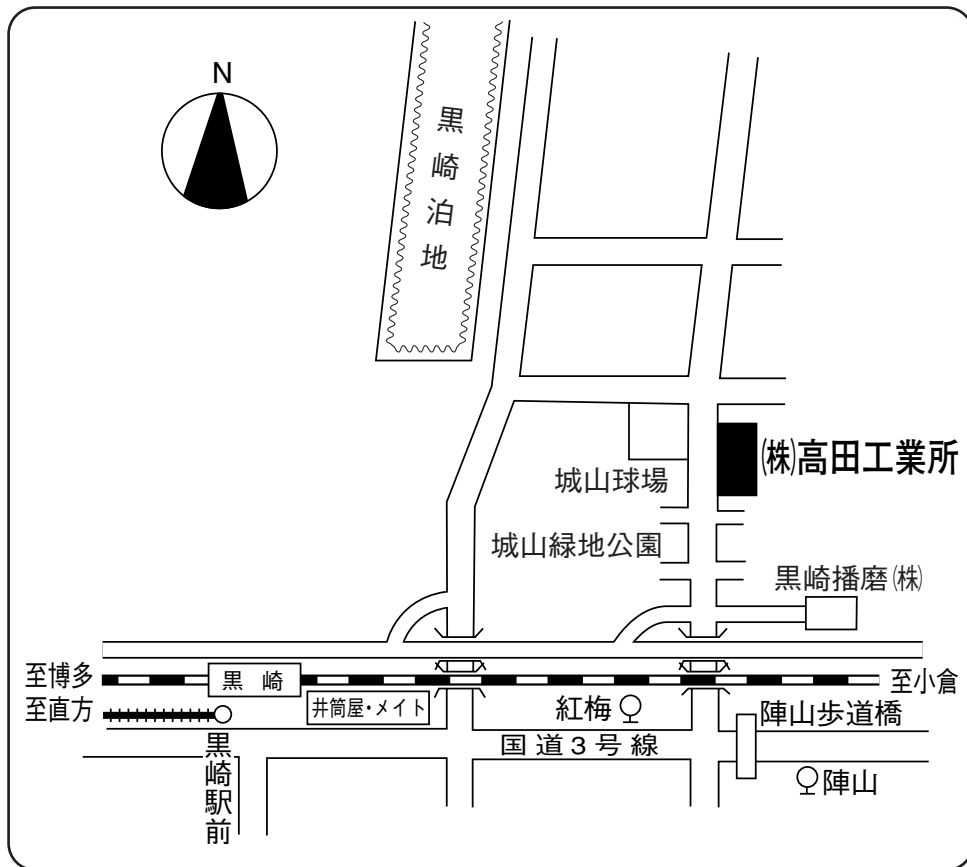 N
黒崎泊地
㈱高田工業所
城山球場
城山緑地公園
黒崎播磨㈱
至博多
黒 崎
至小倉
至直方
井筒屋・メイト
紅梅
陣山歩道橋
国道3号線
黒崎駅前
陣山